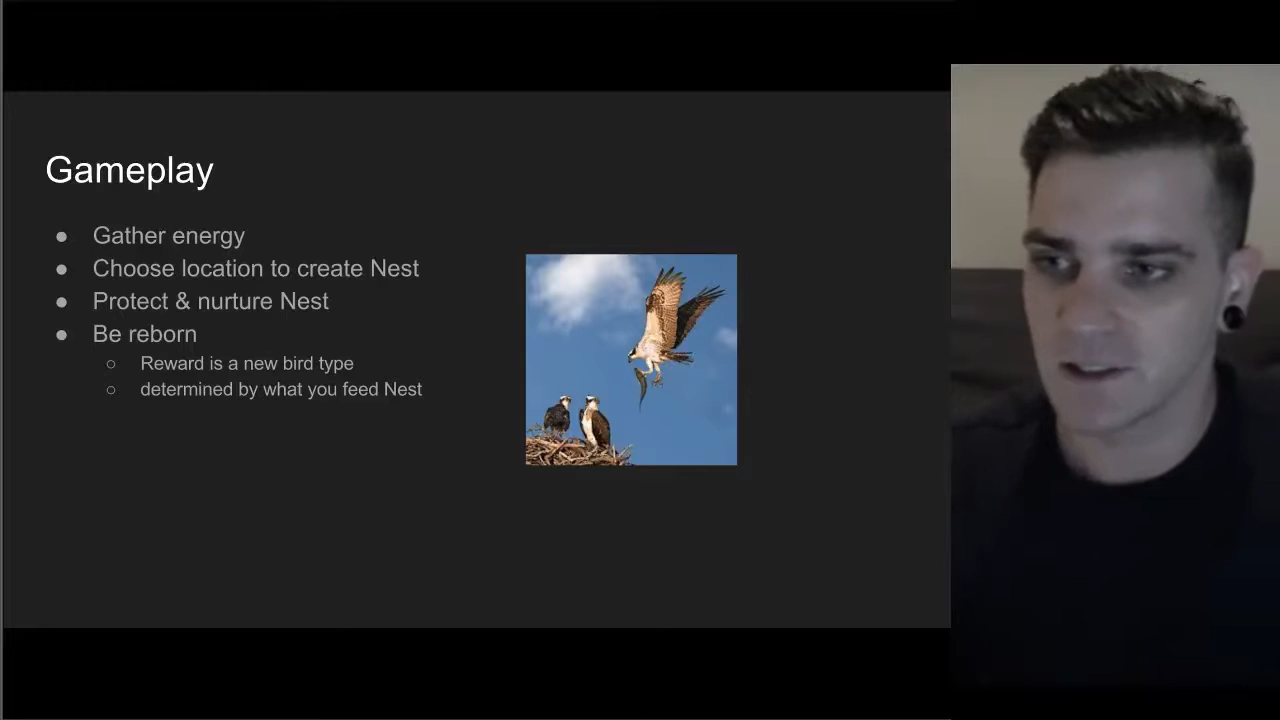 Gameplay
● Gather energy
● Choose location to create Nest
● Protect & nurture Nest
● Be reborn
○ Reward is a new bird type
○ determined by what you feed Nest